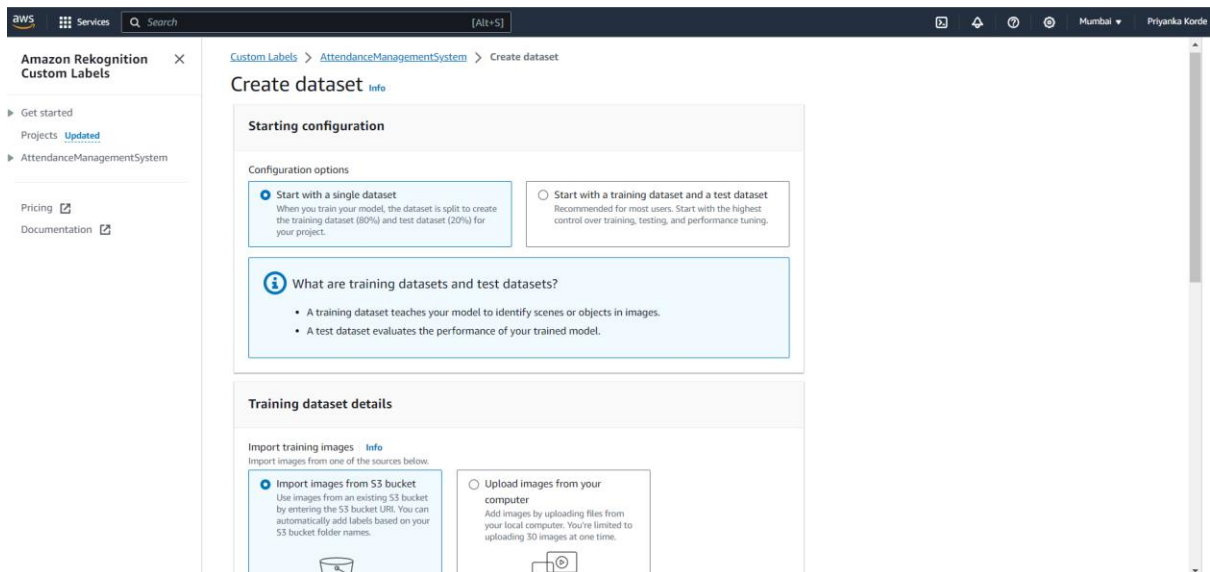 aws Services Search [Alt+S] Mumbai Priyanka Korde
Amazon Rekognition
Custom Labels
Get started
Projects Updated
AttendanceManagementSystem
Pricing
Documentation
Custom Labels > AttendanceManagementSystem > Create dataset
Create dataset Info
Starting configuration
Configuration options
Start with a single dataset
When you train your model, the dataset is split to create
the training dataset (80%) and test dataset (20%) for
your project.
Start with a training dataset and a test dataset
Recommended for most users. Start with the highest
control over training, testing, and performance tuning.
What are training datasets and test datasets?
• A training dataset teaches your model to identify scenes or objects in images.
• A test dataset evaluates the performance of your trained model.
Training dataset details
Import training images Info
Import images from one of the sources below.
Import images from S3 bucket
Use images from an existing S3 bucket
by entering the S3 bucket URI. You can
automatically add labels based on your
S3 bucket folder names.
Upload images from your
computer
Add images by uploading files from
your local computer. You're limited to
uploading 30 images at one time.